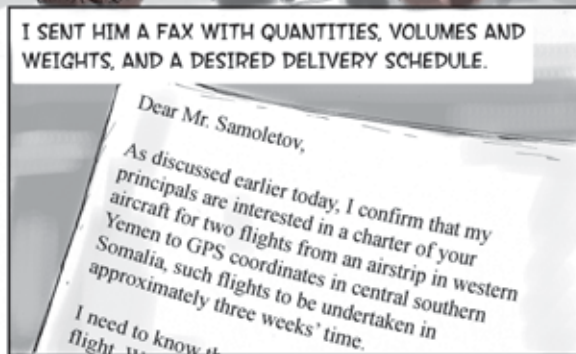 I SENT HIM A FAX WITH QUANTITIES, VOLUMES AND
WEIGHTS, AND A DESIRED DELIVERY SCHEDULE.
Dear Mr. Samoletov,
As discussed earlier today, I confirm that my
principals are interested in a charter of your
aircraft for two flights from an airstrip in western
Yemen to GPS coordinates in central southern
Somalia, such flights to be undertaken in
approximately three weeks' time.
I need to know
flight.